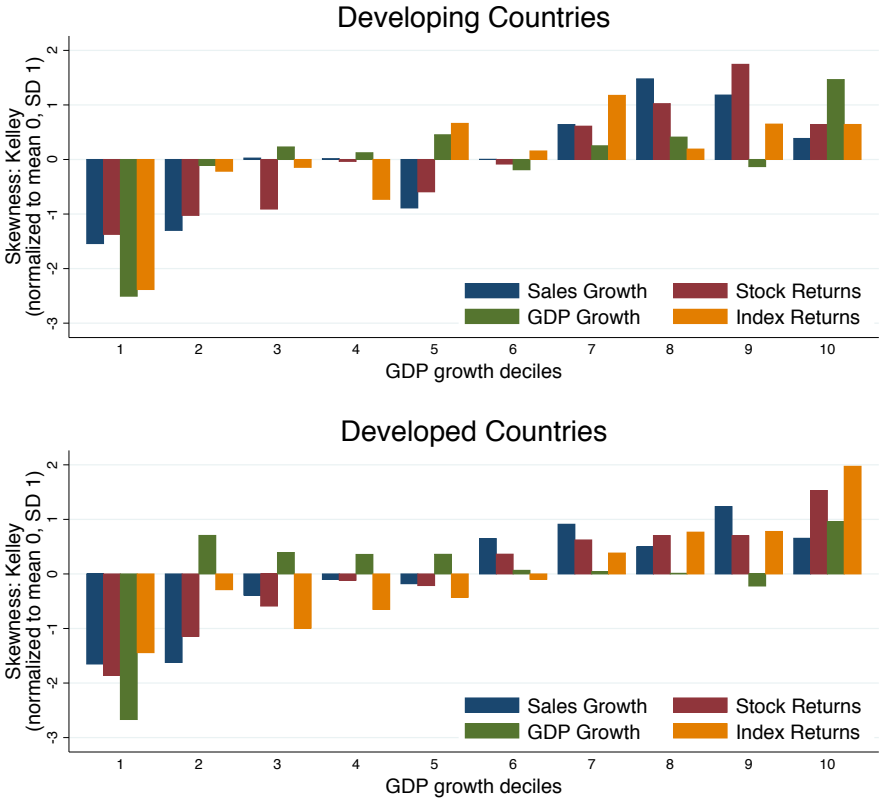 Developing Countries
Skewness: Kelley
(normalized to mean 0, SD 1)
2
1
0
-1
-2
-3
Sales Growth
Stock Returns
GDP Growth
Index Returns
1 2 3 4 5 6 7 8 9 10
GDP growth deciles
Developed Countries
Skewness: Kelley
(normalized to mean 0, SD 1)
2
1
0
-1
-2
-3
Sales Growth
Stock Returns
GDP Growth
Index Returns
1 2 3 4 5 6 7 8 9 10
GDP growth deciles